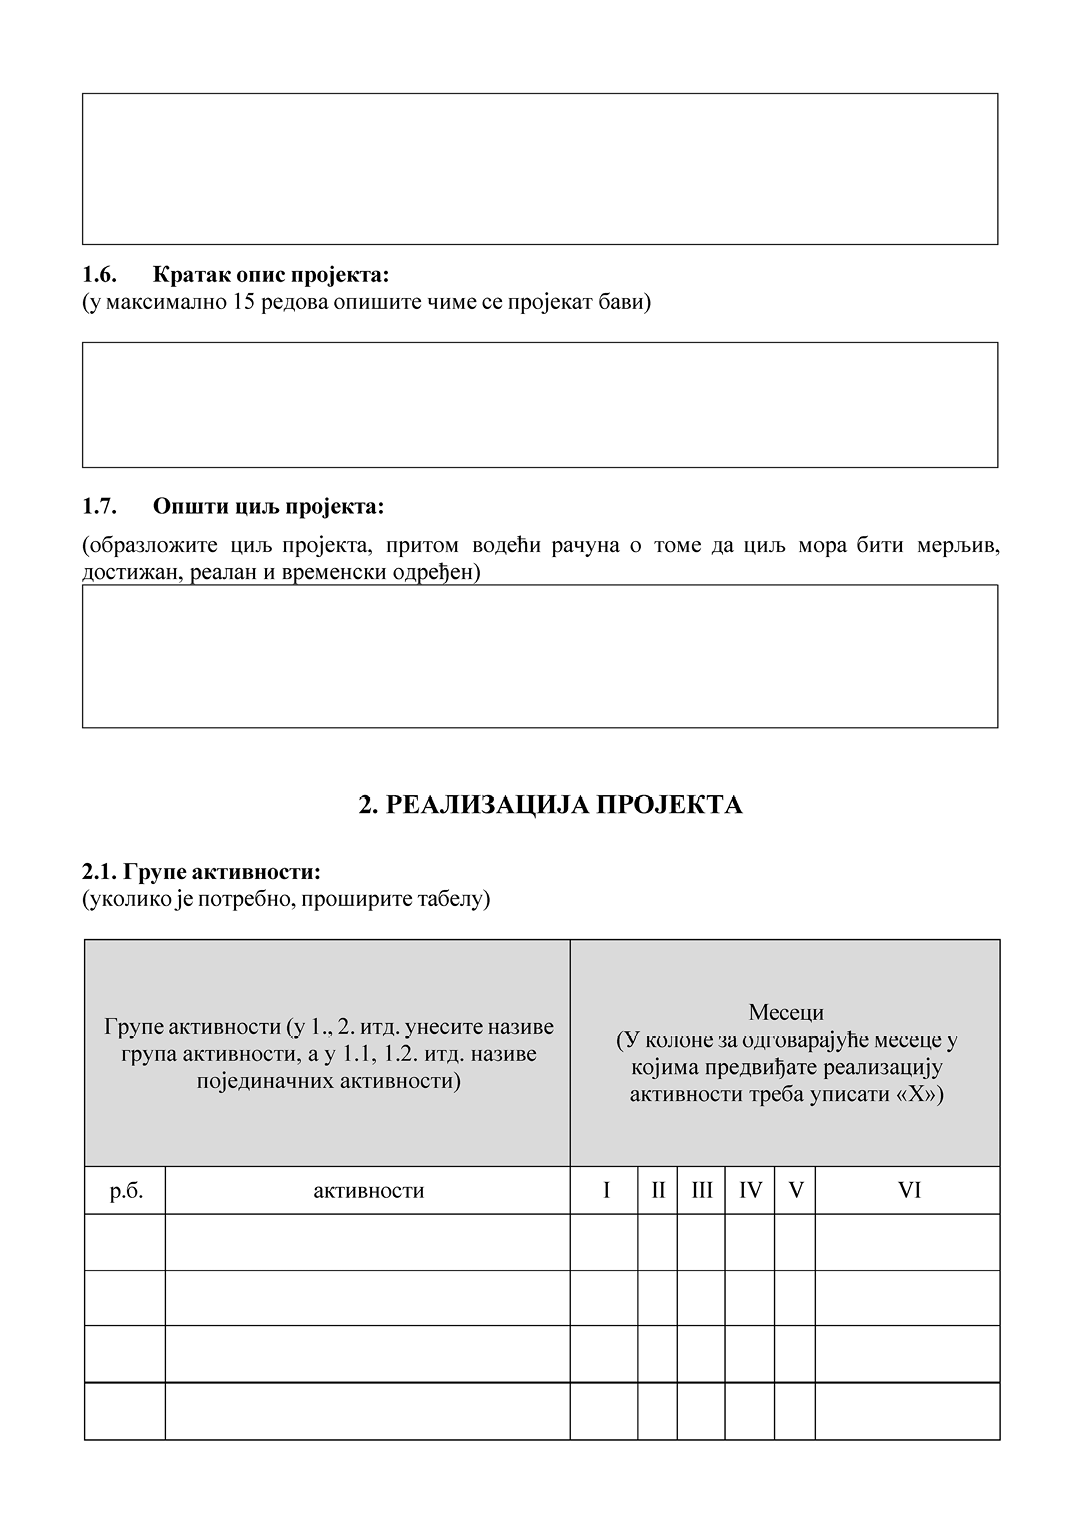 1.6. Кратак опис пројекта:
(у максимално 15 редова опишите чиме се пројекат бави)
1.7. Општи циљ пројекта:
(образложите циљ пројекта, притом водећи рачуна о томе да циљ мора бити мерљив,
достижан, реалан и временски одређен)
2. РЕАЛИЗАЦИЈА ПРОЈЕКТА
2.1. Групе активности:
(уколико је потребно, проширите табелу)
Групе активности (у 1., 2. итд. унесите називе
група активности, а у 1.1, 1.2. итд. називе
појединачних активности)
Месеци
(У колоне за одговарајуће месеце у
којима предвиђате реализацију
активности треба уписати «X»)
р.б. активности I II III IV V VI